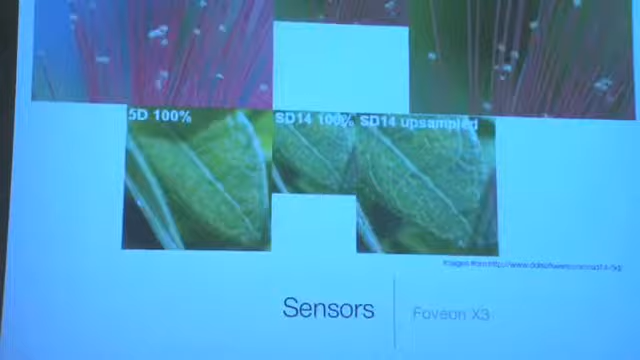 5D 100%
SD14 100%
SD14 upsampled
Sensors
Foveon X3